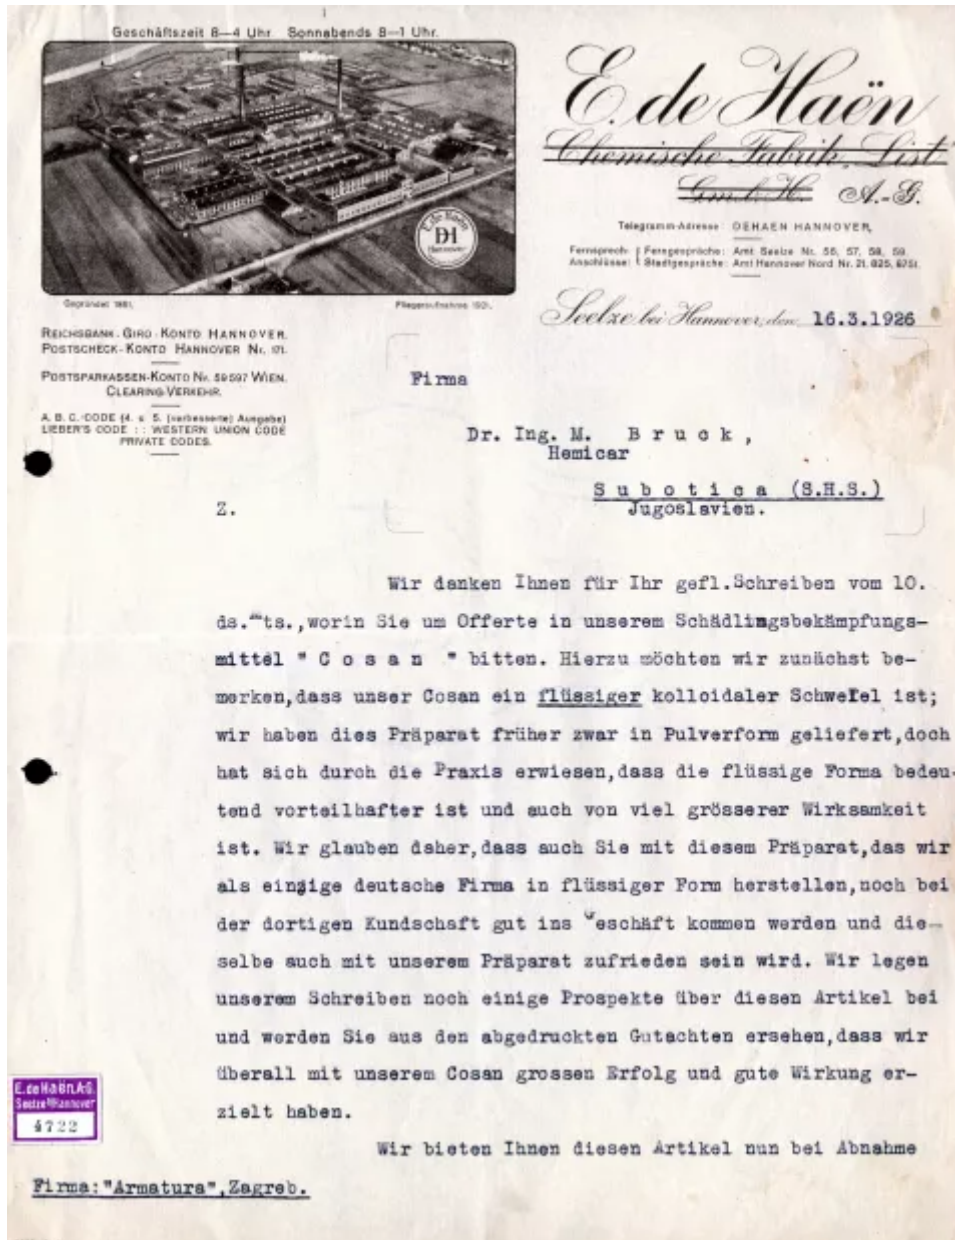 Geschäftszeit 8—4 Uhr. Sonnabends 8—1 Uhr.
E. de Haën
Chemische Fabrik „List"
G.m.b.H. A.-G.
Telegramm-Adresse: DEHAEN HANNOVER.
Fernsprech- Anschlüsse: Ferngespräche: Amt Seelze Nr. 56, 57, 58, 59.
Stadtgespräche: Amt Hannover Nord Nr. 21, 825, 8751.
E. de Haën
DH
Hannover
Gegründet 1861.
Fliegeraufnahme 1921.
Seelze bei Hannover, den 16.3.1926
REICHSBANK-GIRO-KONTO HANNOVER.
POSTSCHECK-KONTO HANNOVER Nr. 171.
POSTSPARKASSEN-KONTO Nr. 59597 WIEN.
CLEARING-VERKEHR.
A. B. C.-CODE (4. u. 5. (verbesserte) Ausgabe)
LIEBER'S CODE :: WESTERN UNION CODE
PRIVATE CODES.
Firma
Dr. Ing. M. Bruck,
Hemicar
Subotica (S.H.S.)
Jugoslavien.
Z.
Wir danken Ihnen für Ihr gefl.Schreiben vom 10.
ds.Mts.,worin Sie um Offerte in unserem Schädlingsbekämpfungs-
mittel " C o s a n " bitten. Hierzu möchten wir zunächst be-
merken,dass unser Cosan ein flüssiger kolloidaler Schwefel ist;
wir haben dies Präparat früher zwar in Pulverform geliefert,doch
hat sich durch die Praxis erwiesen,dass die flüssige Forma bedeu-
tend vorteilhafter ist und auch von viel grösserer Wirksamkeit
ist. Wir glauben daher,dass auch Sie mit diesem Präparat,das wir
als einzige deutsche Firma in flüssiger Form herstellen,noch bei
der dortigen Kundschaft gut ins Geschäft kommen werden und die-
selbe auch mit unserem Präparat zufrieden sein wird. Wir legen
unserem Schreiben noch einige Prospekte über diesen Artikel bei
und werden Sie aus den abgedruckten Gutachten ersehen,dass wir
überall mit unserem Cosan grossen Erfolg und gute Wirkung er-
zielt haben.
Wir bieten Ihnen diesen Artikel nun bei Abnahme
E.de Haën A.G.
Seelze b/Hannover
4722
Firma:"Armatura",Zagreb.